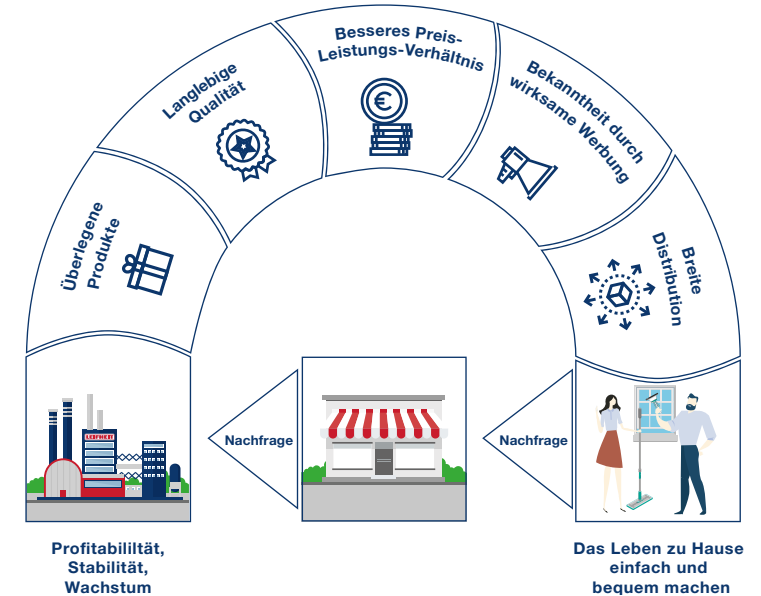 Besseres Preis-
Leistungs-Verhältnis
Langlebige
Qualität
Bekanntheit durch
wirksame Werbung
Überlegene
Produkte
Breite
Distribution
LEIFHEIT
Nachfrage
Nachfrage
Profitabililtät,
Stabilität,
Wachstum
Das Leben zu Hause
einfach und
bequem machen